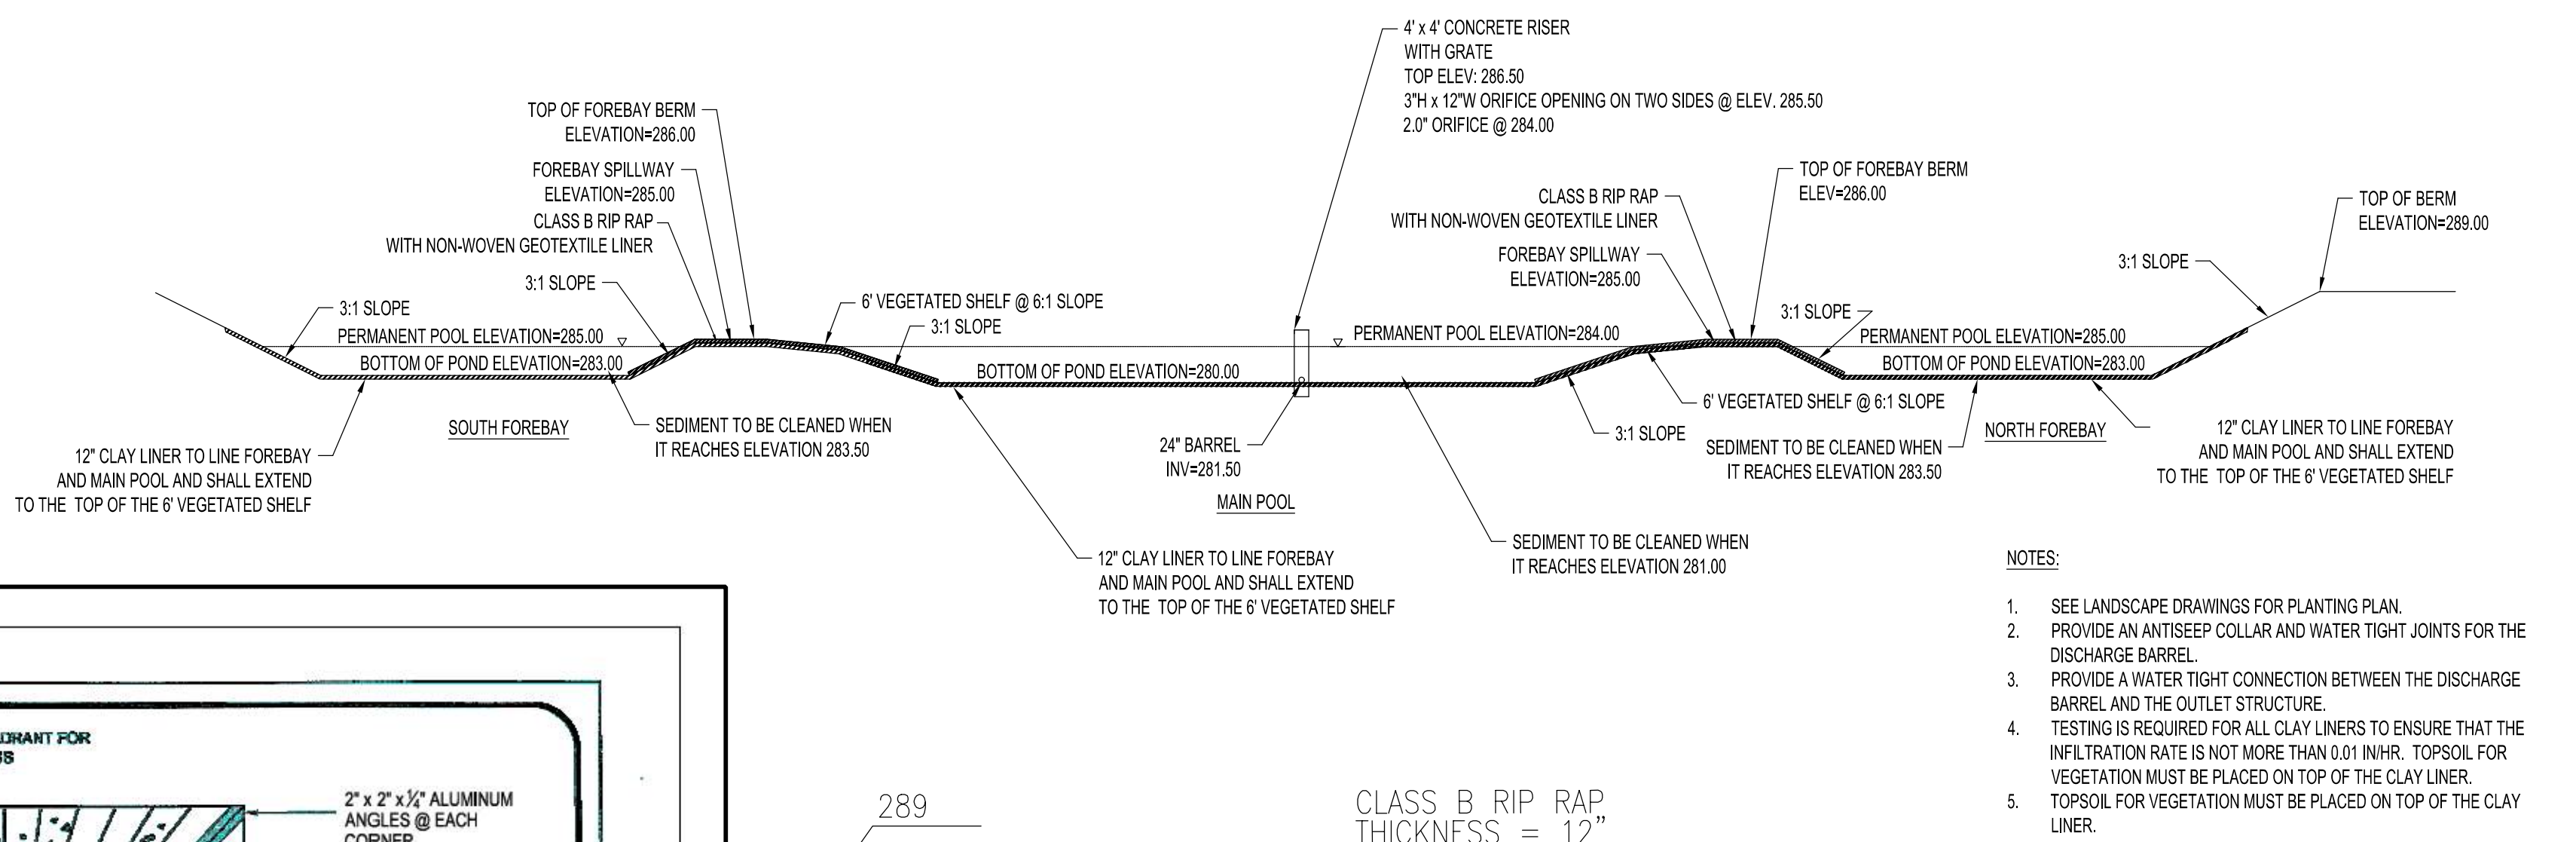 4' x 4' CONCRETE RISER
WITH GRATE
TOP ELEV: 286.50
3"H x 12"W ORIFICE OPENING ON TWO SIDES @ ELEV. 285.50
2.0" ORIFICE @ 284.00
TOP OF FOREBAY BERM
ELEVATION=286.00
FOREBAY SPILLWAY
ELEVATION=285.00
CLASS B RIP RAP
WITH NON-WOVEN GEOTEXTILE LINER
3:1 SLOPE
3:1 SLOPE
PERMANENT POOL ELEVATION=285.00
BOTTOM OF POND ELEVATION=283.00
6' VEGETATED SHELF @ 6:1 SLOPE
3:1 SLOPE
BOTTOM OF POND ELEVATION=280.00
PERMANENT POOL ELEVATION=284.00
CLASS B RIP RAP
WITH NON-WOVEN GEOTEXTILE LINER
FOREBAY SPILLWAY
ELEVATION=285.00
TOP OF FOREBAY BERM
ELEV=286.00
3:1 SLOPE
PERMANENT POOL ELEVATION=285.00
BOTTOM OF POND ELEVATION=283.00
3:1 SLOPE
TOP OF BERM
ELEVATION=289.00
12" CLAY LINER TO LINE FOREBAY
AND MAIN POOL AND SHALL EXTEND
TO THE TOP OF THE 6' VEGETATED SHELF
SOUTH FOREBAY
SEDIMENT TO BE CLEANED WHEN
IT REACHES ELEVATION 283.50
24" BARREL
INV=281.50
MAIN POOL
12" CLAY LINER TO LINE FOREBAY
AND MAIN POOL AND SHALL EXTEND
TO THE TOP OF THE 6' VEGETATED SHELF
SEDIMENT TO BE CLEANED WHEN
IT REACHES ELEVATION 281.00
3:1 SLOPE
6' VEGETATED SHELF @ 6:1 SLOPE
SEDIMENT TO BE CLEANED WHEN
IT REACHES ELEVATION 283.50
NORTH FOREBAY
12" CLAY LINER TO LINE FOREBAY
AND MAIN POOL AND SHALL EXTEND
TO THE TOP OF THE 6' VEGETATED SHELF
NOTES:
1. SEE LANDSCAPE DRAWINGS FOR PLANTING PLAN.
2. PROVIDE AN ANTISEEP COLLAR AND WATER TIGHT JOINTS FOR THE
DISCHARGE BARREL.
3. PROVIDE A WATER TIGHT CONNECTION BETWEEN THE DISCHARGE
BARREL AND THE OUTLET STRUCTURE.
4. TESTING IS REQUIRED FOR ALL CLAY LINERS TO ENSURE THAT THE
INFILTRATION RATE IS NOT MORE THAN 0.01 IN/HR. TOPSOIL FOR
VEGETATION MUST BE PLACED ON TOP OF THE CLAY LINER.
5. TOPSOIL FOR VEGETATION MUST BE PLACED ON TOP OF THE CLAY
LINER.
FOR
2" x 2" x ¼" ALUMINUM
ANGLES @ EACH
CORNER
289
CLASS B RIP RAP
THICKNESS = 12"